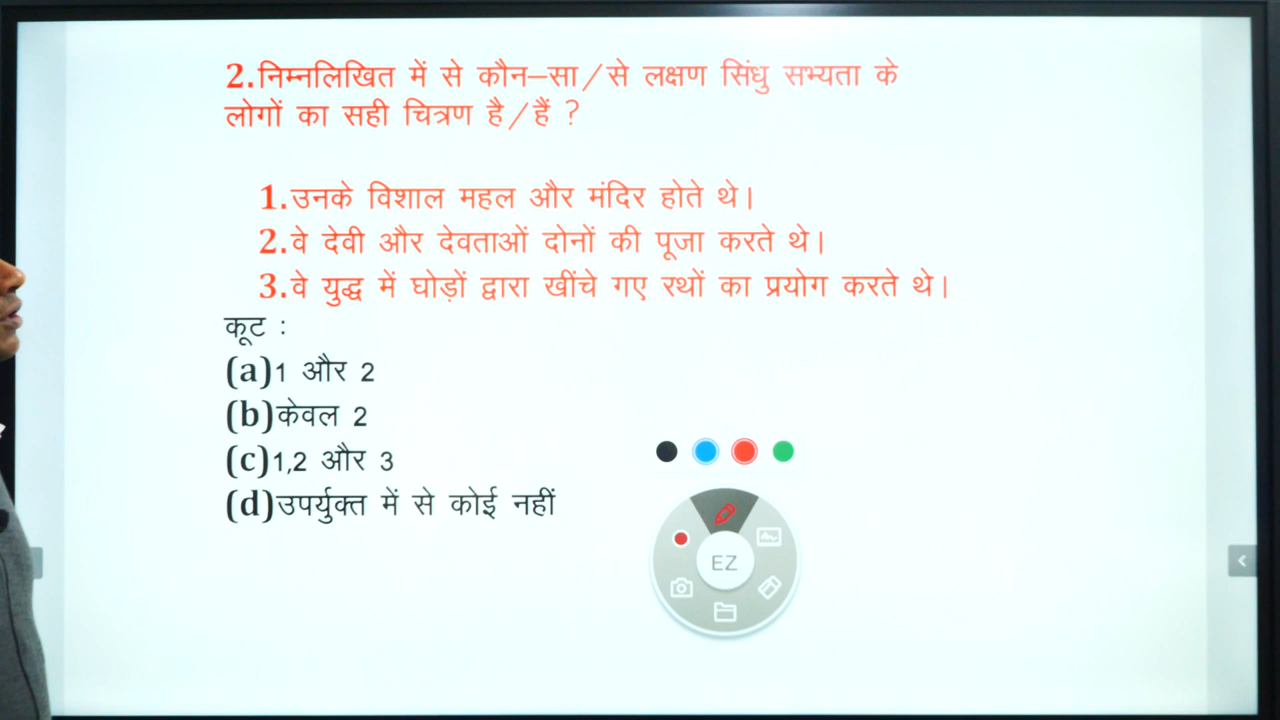 2.निम्नलिखित में से कौन–सा/से लक्षण सिंधु सभ्यता के
लोगों का सही चित्रण है/हैं ?
1.उनके विशाल महल और मंदिर होते थे।
2.वे देवी और देवताओं दोनों की पूजा करते थे।
3.वे युद्ध में घोड़ों द्वारा खींचे गए रथों का प्रयोग करते थे।
कूट :
(a)1 और 2
(b)केवल 2
(c)1,2 और 3
(d)उपर्युक्त में से कोई नहीं
EZ